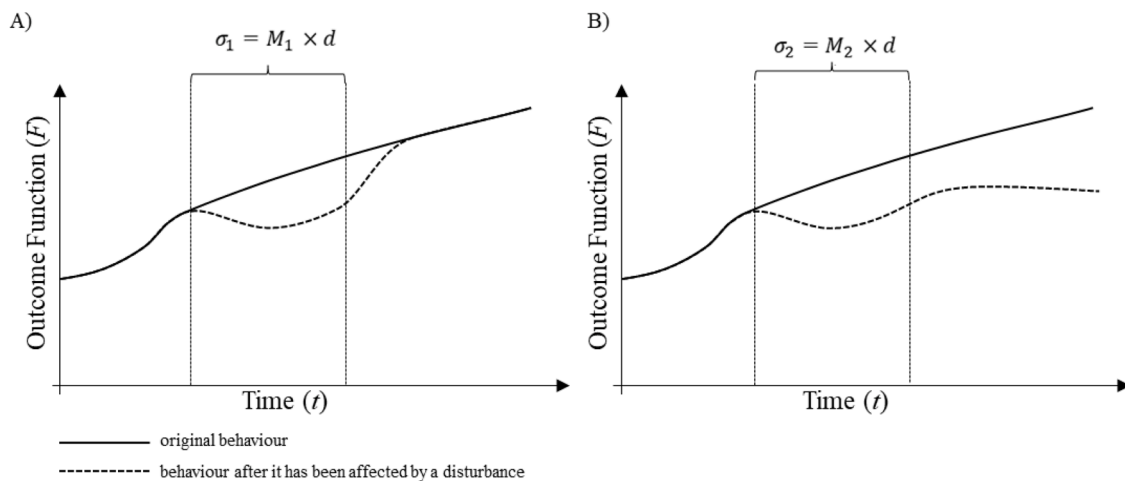 A)
σ₁ = M₁ × d
Outcome Function (F)
Time (t)
B)
σ₂ = M₂ × d
Outcome Function (F)
Time (t)
original behaviour
behaviour after it has been affected by a disturbance